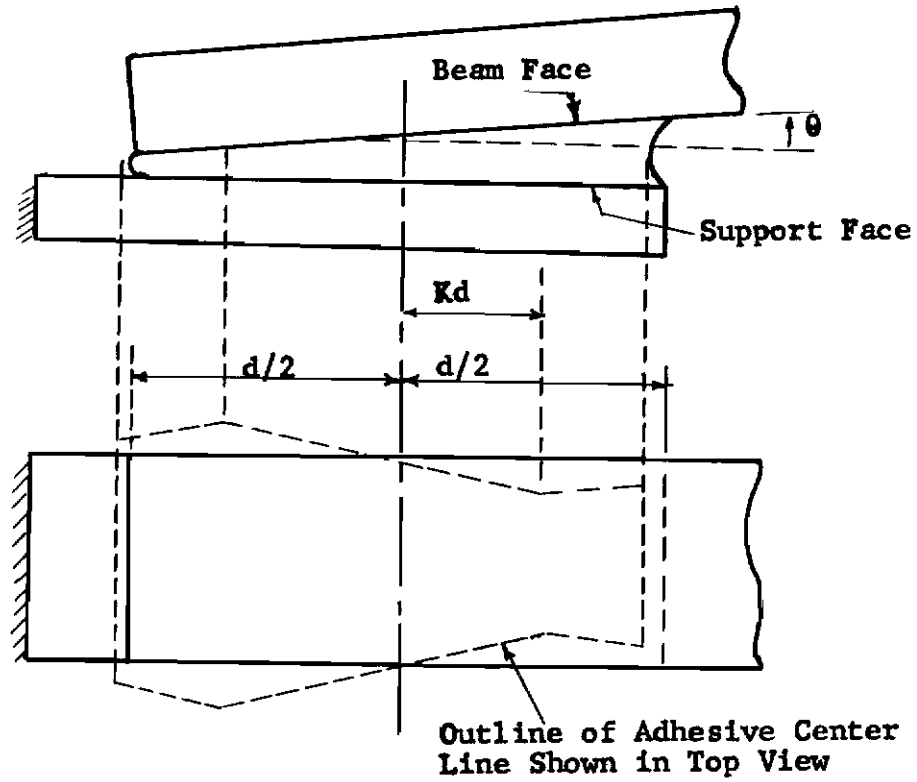 Beam Face
θ
Support Face
Kd
d/2
d/2
Outline of Adhesive Center
Line Shown in Top View